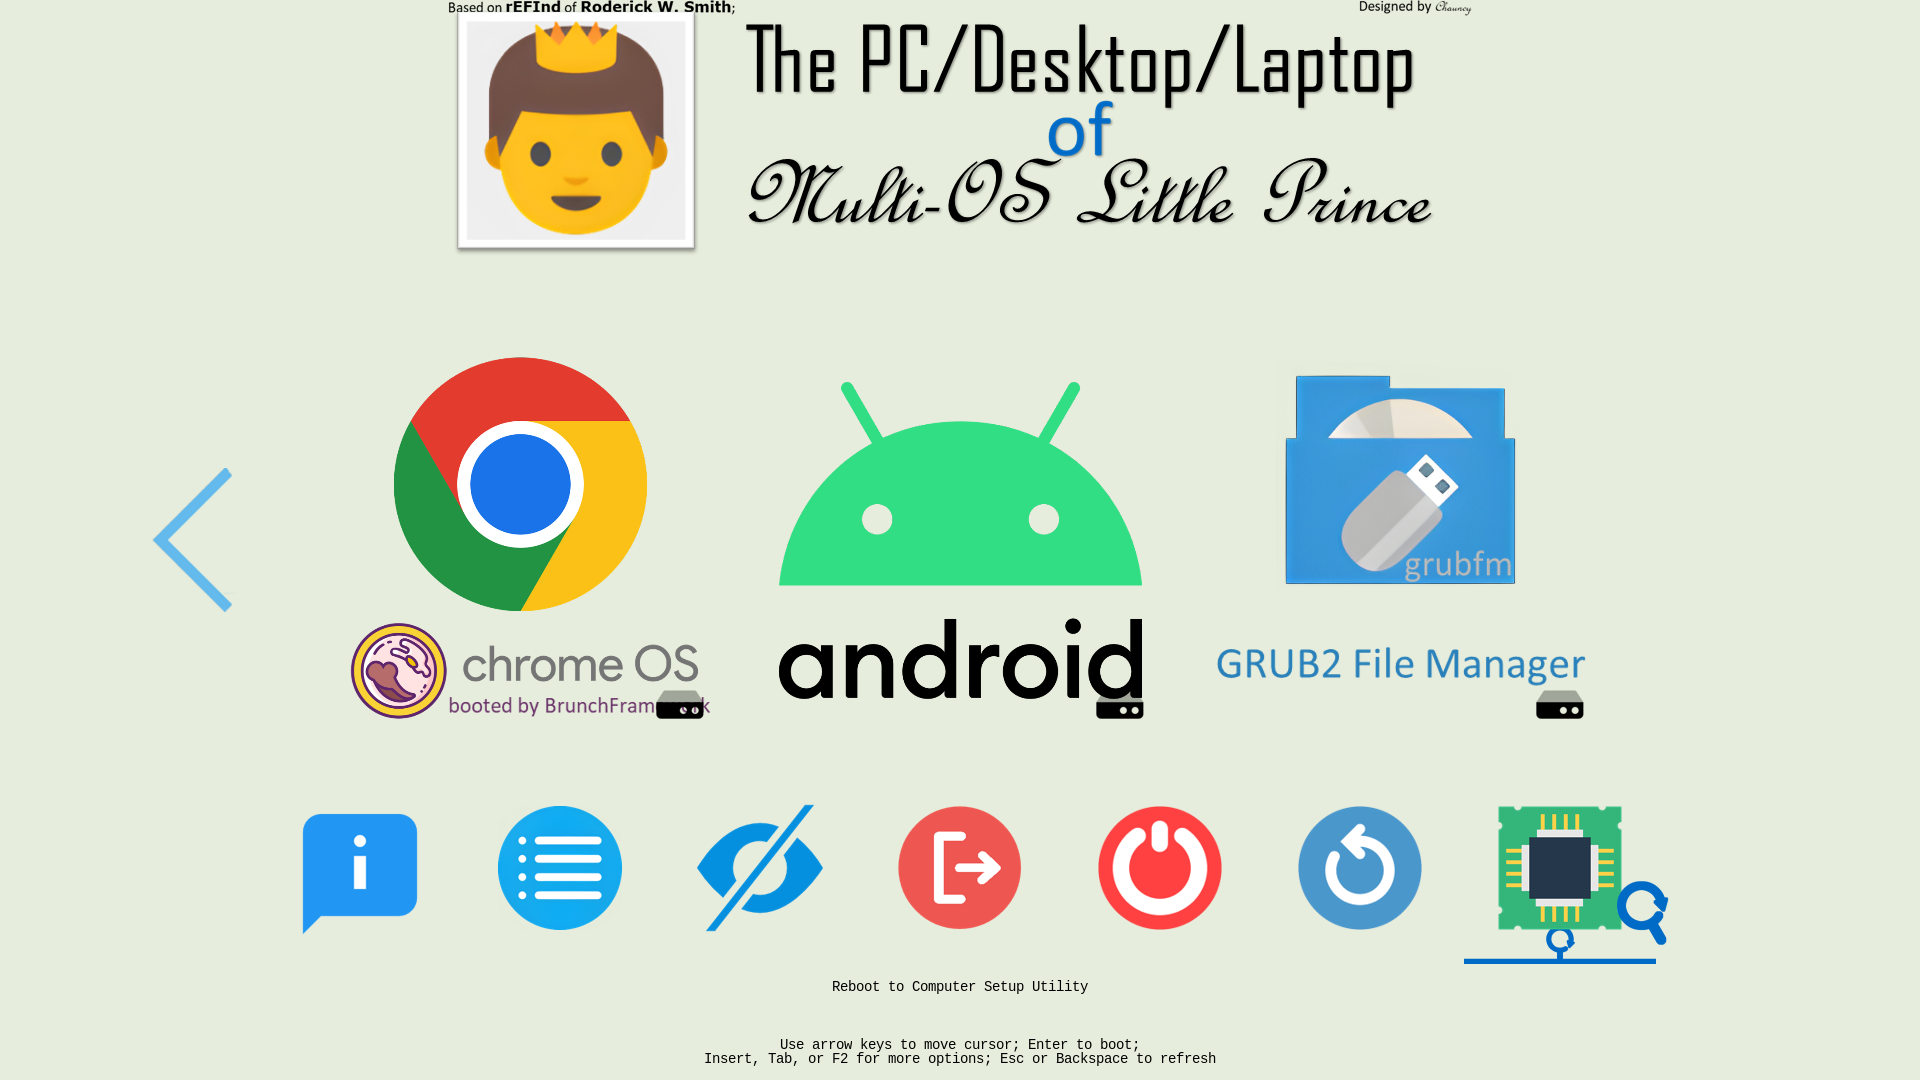 Based on rEFInd of Roderick W. Smith;
Designed by Chauncy
The PC/Desktop/Laptop
of
Multi-OS Little Prince
grubfm
chrome OS
booted by
android
GRUB2 File Manager
Reboot to Computer Setup Utility
Use arrow keys to move cursor; Enter to boot;
Insert, Tab, or F2 for more options; Esc or Backspace to refresh